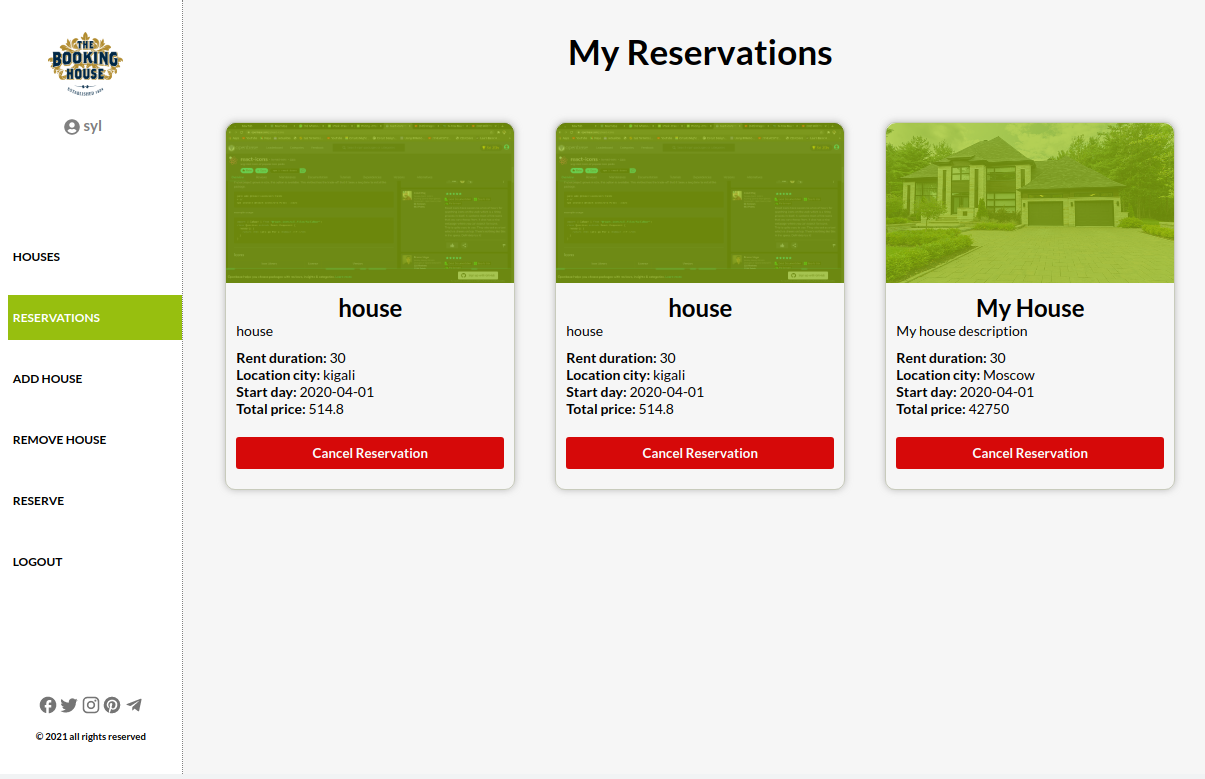 THE
BOOKING
HOUSE
syl
HOUSES
RESERVATIONS
ADD HOUSE
REMOVE HOUSE
RESERVE
LOGOUT
© 2021 all rights reserved
My Reservations
house
house
Rent duration: 30
Location city: kigali
Start day: 2020-04-01
Total price: 514.8
Cancel Reservation
house
house
Rent duration: 30
Location city: kigali
Start day: 2020-04-01
Total price: 514.8
Cancel Reservation
My House
My house description
Rent duration: 30
Location city: Moscow
Start day: 2020-04-01
Total price: 42750
Cancel Reservation